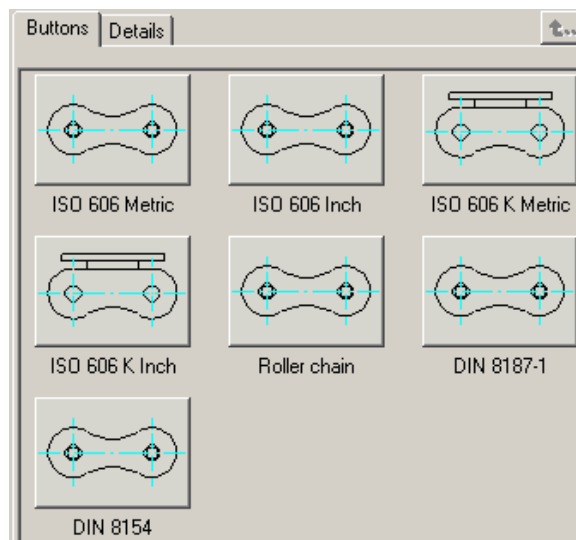 Buttons Details
ISO 606 Metric ISO 606 Inch ISO 606 K Metric
ISO 606 K Inch Roller chain DIN 8187-1
DIN 8154